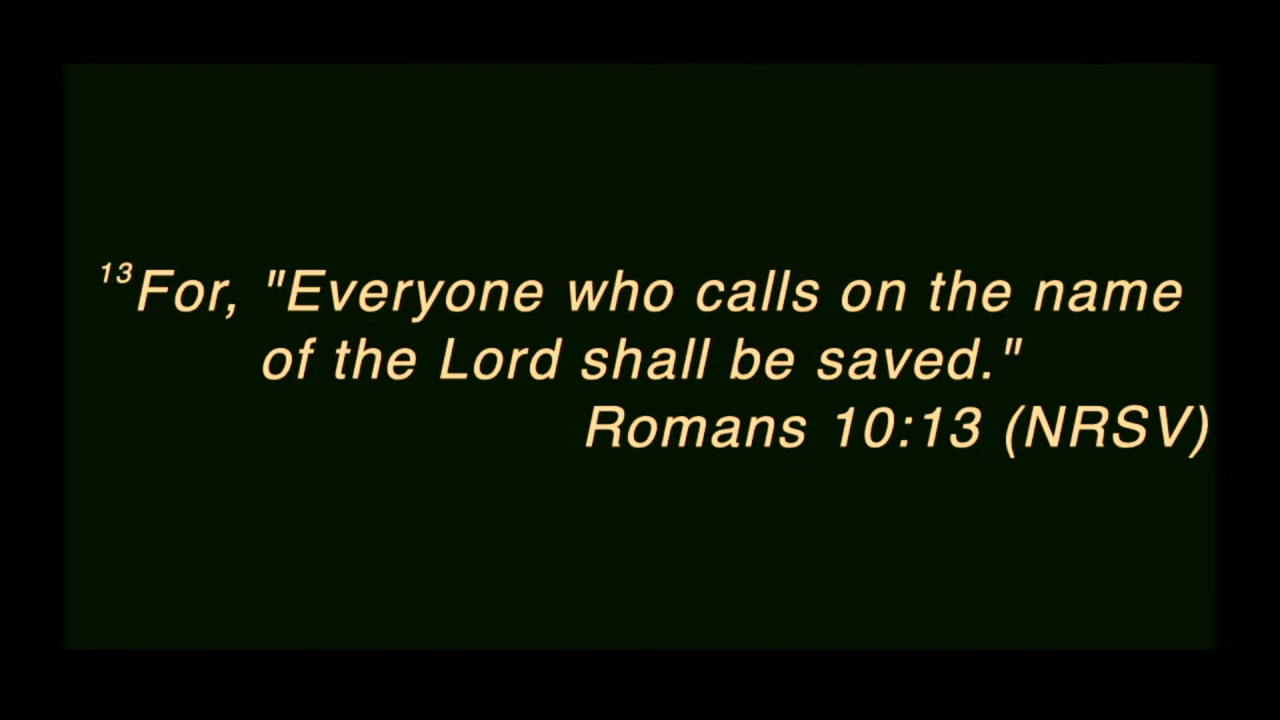 ¹³For, "Everyone who calls on the name
of the Lord shall be saved."
Romans 10:13 (NRSV)